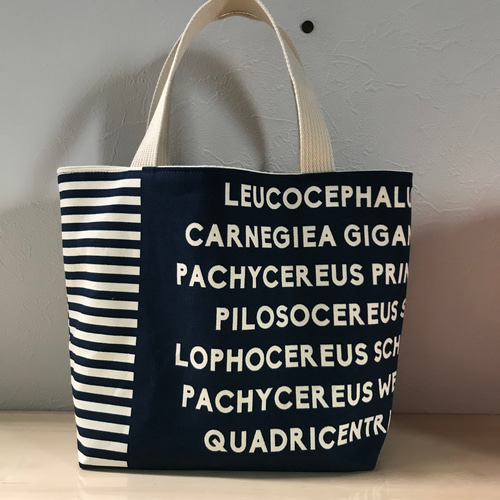 LEUCOCEPHALU
CARNEGIEA GIGAN
PACHYCEREUS PRIN
PILOSOCEREUS S
LOPHOCEREUS SCH
PACHYCEREUS WE
QUADRICENTR